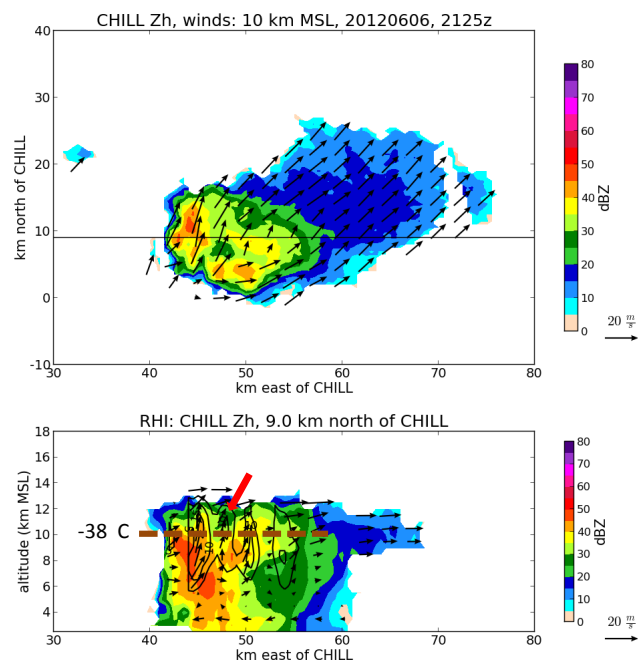 CHILL Zh, winds: 10 km MSL, 20120606, 2125z
km north of CHILL
40
30
20
10
0
-10
30 40 50 60 70 80
km east of CHILL
80
70
60
50
40
30
20
10
0
dBZ
20 m/s
RHI: CHILL Zh, 9.0 km north of CHILL
altitude (km MSL)
18
16
14
12
10
8
6
4
-38 C
30 40 50 60 70 80
km east of CHILL
80
70
60
50
40
30
20
10
0
dBZ
20 m/s